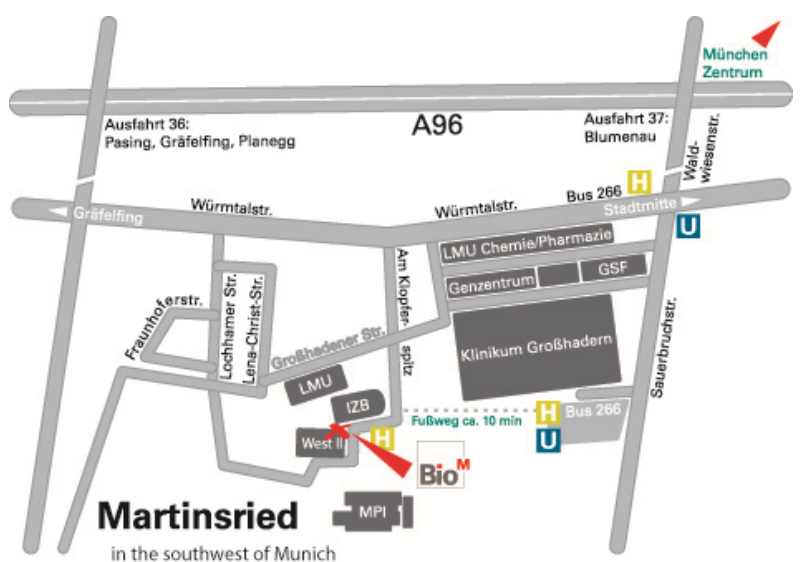 München
Zentrum
Ausfahrt 36:
Pasing, Gräfelfing, Planegg
A96
Ausfahrt 37:
Blumenau
Wald-
wiesenstr.
H
Bus 266
Würmtalstr.
Würmtalstr.
Stadtmitte
Gräfelfing
U
LMU Chemie/Pharmazie
Genzentrum
GSF
Am Klopfer-
spitz
Fraunhoferstr.
Lochhamer Str.
Lena-Christ-Str.
Großhadener Str.
Klinikum Großhadern
Sauerbruchstr.
LMU
IZB
H
Bus 266
Fußweg ca. 10 min
U
West II
H
BioM
MPI
Martinsried
in the southwest of Munich